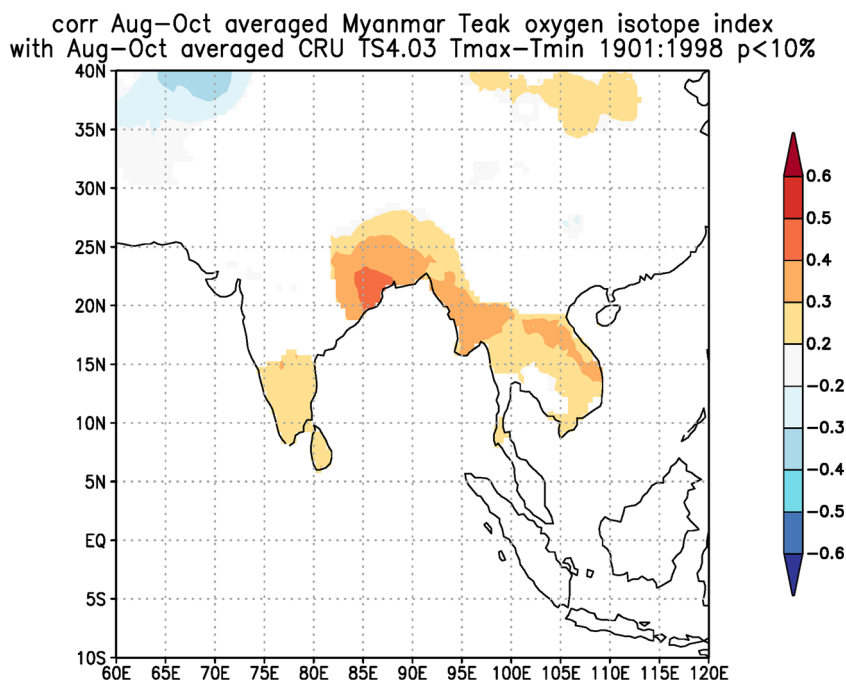 corr Aug-Oct averaged Myanmar Teak oxygen isotope index
with Aug-Oct averaged CRU TS4.03 Tmax-Tmin 1901:1998 p<10%
40N
35N
30N
25N
20N
15N
10N
5N
EQ
5S
10S
60E 65E 70E 75E 80E 85E 90E 95E 100E 105E 110E 115E 120E
0.6
0.5
0.4
0.3
0.2
-0.2
-0.3
-0.4
-0.5
-0.6